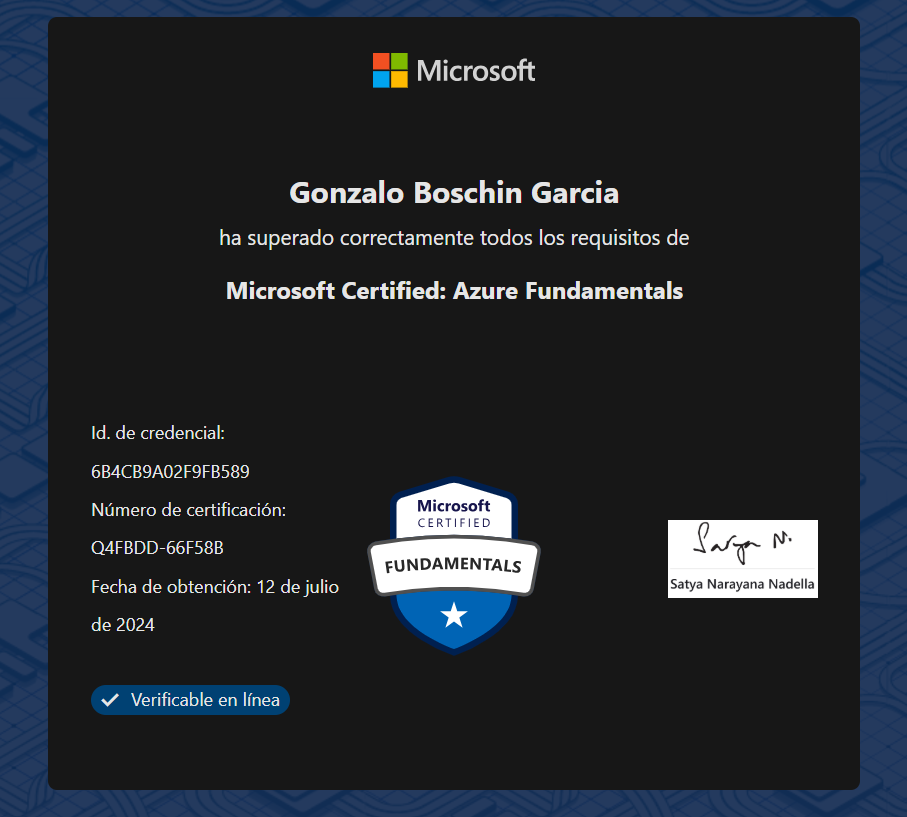 Microsoft
Gonzalo Boschin Garcia
ha superado correctamente todos los requisitos de
Microsoft Certified: Azure Fundamentals
Id. de credencial:
6B4CB9A02F9FB589
Número de certificación:
Q4FBDD-66F58B
Fecha de obtención: 12 de julio
de 2024
Microsoft
CERTIFIED
FUNDAMENTALS
Satya N.
Satya Narayana Nadella
Verificable en línea